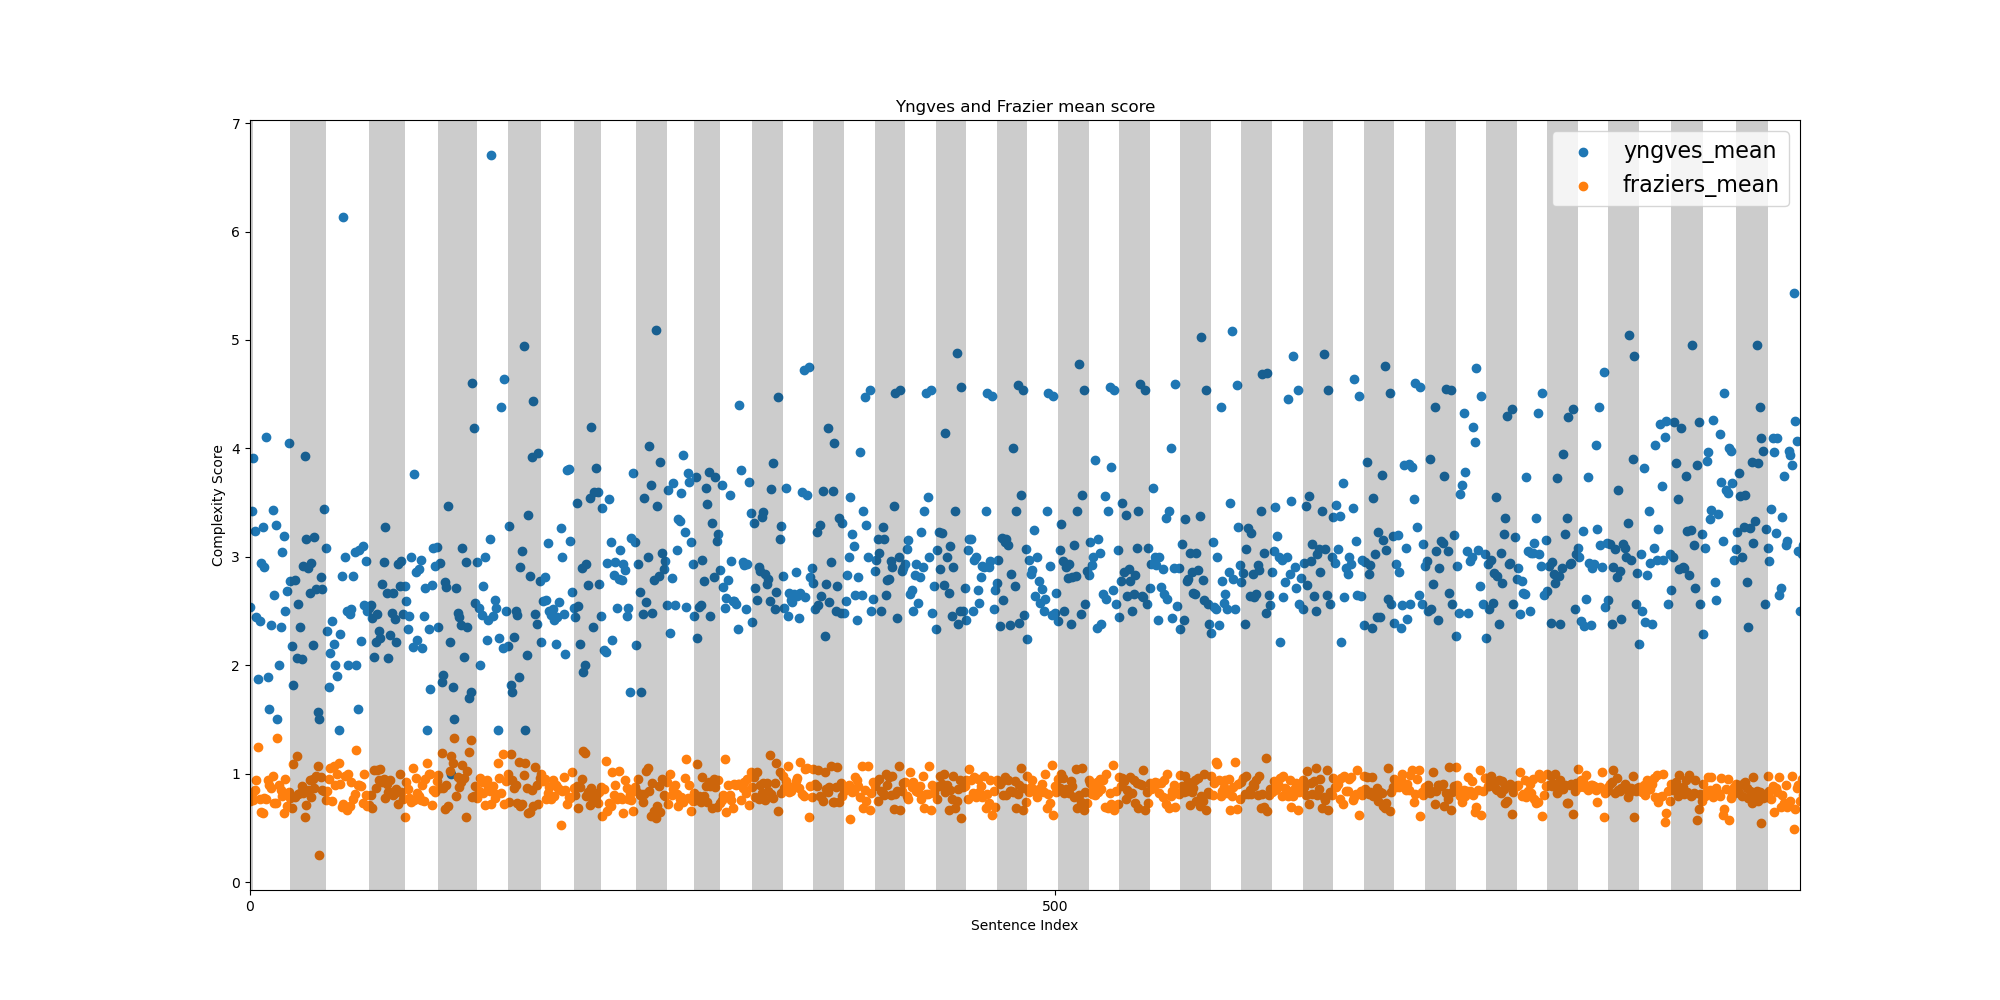 Yngves and Frazier mean score
yngves_mean
fraziers_mean
Complexity Score
7
6
5
4
3
2
1
0
0
500
Sentence Index